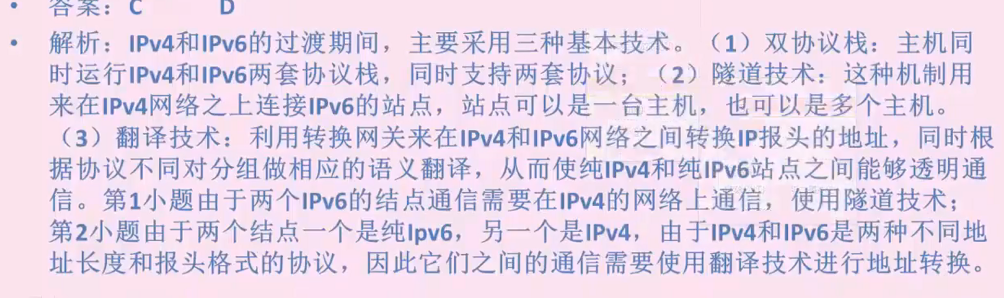 • 答案：C D
• 解析：IPv4和IPv6的过渡期间，主要采用三种基本技术。（1）双协议栈：主机同
时运行IPv4和IPv6两套协议栈，同时支持两套协议；（2）隧道技术：这种机制用
来在IPv4网络之上连接IPv6的站点，站点可以是一台主机，也可以是多个主机。
（3）翻译技术：利用转换网关来在IPv4和IPv6网络之间转换IP报头的地址，同时根
据协议不同对分组做相应的语义翻译，从而使纯IPv4和纯IPv6站点之间能够透明通
信。第1小题由于两个IPv6的结点通信需要在IPv4的网络上通信，使用隧道技术；
第2小题由于两个结点一个是纯Ipv6，另一个是IPv4，由于IPv4和IPv6是两种不同地
址长度和报头格式的协议，因此它们之间的通信需要使用翻译技术进行地址转换。